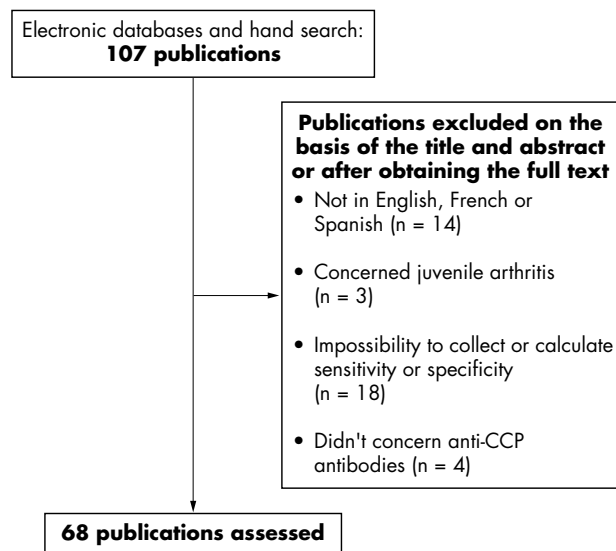 Electronic databases and hand search:
107 publications
Publications excluded on the
basis of the title and abstract
or after obtaining the full text
• Not in English, French or
Spanish (n = 14)
• Concerned juvenile arthritis
(n = 3)
• Impossibility to collect or calculate
sensitivity or specificity
(n = 18)
• Didn't concern anti-CCP
antibodies (n = 4)
68 publications assessed